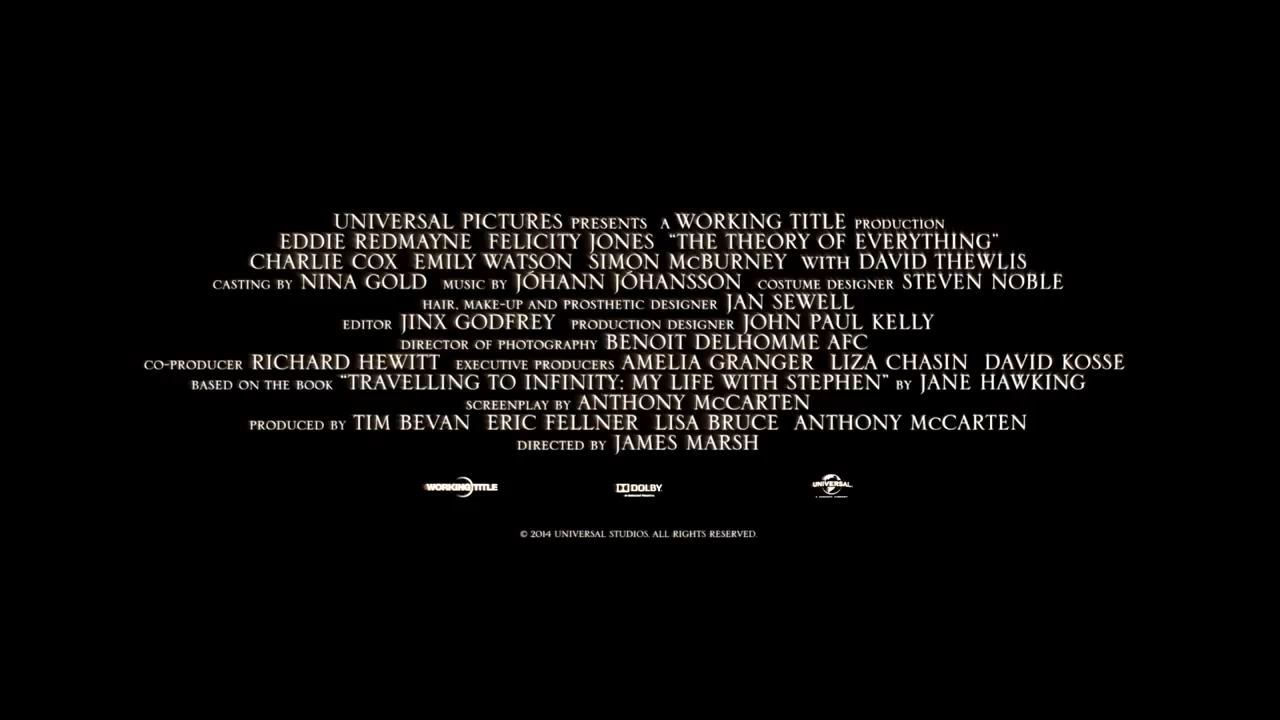 UNIVERSAL PICTURES PRESENTS A WORKING TITLE PRODUCTION
EDDIE REDMAYNE FELICITY JONES “THE THEORY OF EVERYTHING”
CHARLIE COX EMILY WATSON SIMON McBURNEY WITH DAVID THEWLIS
CASTING BY NINA GOLD MUSIC BY JÓHANN JÓHANSSON COSTUME DESIGNER STEVEN NOBLE
HAIR, MAKE-UP AND PROSTHETIC DESIGNER JAN SEWELL
EDITOR JINX GODFREY PRODUCTION DESIGNER JOHN PAUL KELLY
DIRECTOR OF PHOTOGRAPHY BENOIT DELHOMME AFC
CO-PRODUCER RICHARD HEWITT EXECUTIVE PRODUCERS AMELIA GRANGER LIZA CHASIN DAVID KOSSE
BASED ON THE BOOK “TRAVELLING TO INFINITY: MY LIFE WITH STEPHEN” BY JANE HAWKING
SCREENPLAY BY ANTHONY McCARTEN
PRODUCED BY TIM BEVAN ERIC FELLNER LISA BRUCE ANTHONY McCARTEN
DIRECTED BY JAMES MARSH
WORKING TITLE DOLBY UNIVERSAL
© 2014 UNIVERSAL STUDIOS. ALL RIGHTS RESERVED.